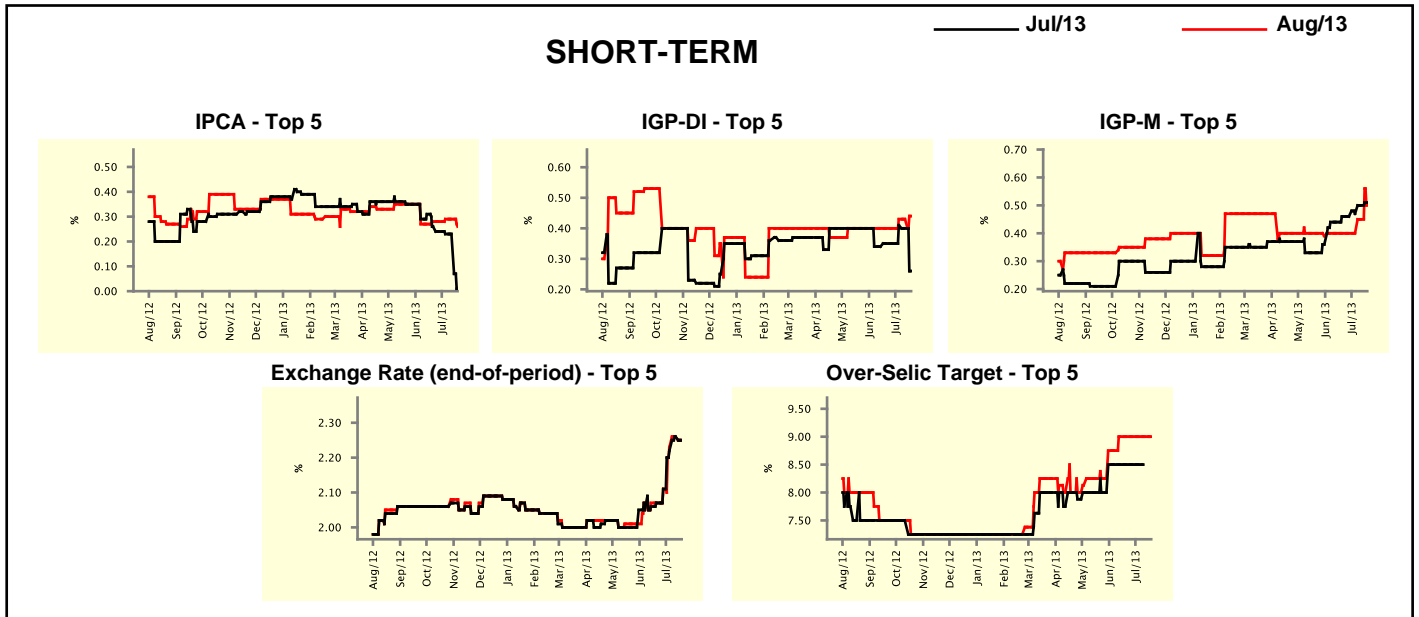 Jul/13 Aug/13
SHORT-TERM
IPCA - Top 5
%
0.50
0.40
0.30
0.20
0.10
0.00
Aug/12 Sep/12 Oct/12 Nov/12 Dec/12 Jan/13 Feb/13 Mar/13 Apr/13 May/13 Jun/13 Jul/13
IGP-DI - Top 5
%
0.60
0.50
0.40
0.30
0.20
Aug/12 Sep/12 Oct/12 Nov/12 Dec/12 Jan/13 Feb/13 Mar/13 Apr/13 May/13 Jun/13 Jul/13
IGP-M - Top 5
%
0.70
0.60
0.50
0.40
0.30
0.20
Aug/12 Sep/12 Oct/12 Nov/12 Dec/12 Jan/13 Feb/13 Mar/13 Apr/13 May/13 Jun/13 Jul/13
Exchange Rate (end-of-period) - Top 5
%
2.30
2.20
2.10
2.00
Aug/12 Sep/12 Oct/12 Nov/12 Dec/12 Jan/13 Feb/13 Mar/13 Apr/13 May/13 Jun/13 Jul/13
Over-Selic Target - Top 5
%
9.50
9.00
8.50
8.00
7.50
Aug/12 Sep/12 Oct/12 Nov/12 Dec/12 Jan/13 Feb/13 Mar/13 Apr/13 May/13 Jun/13 Jul/13